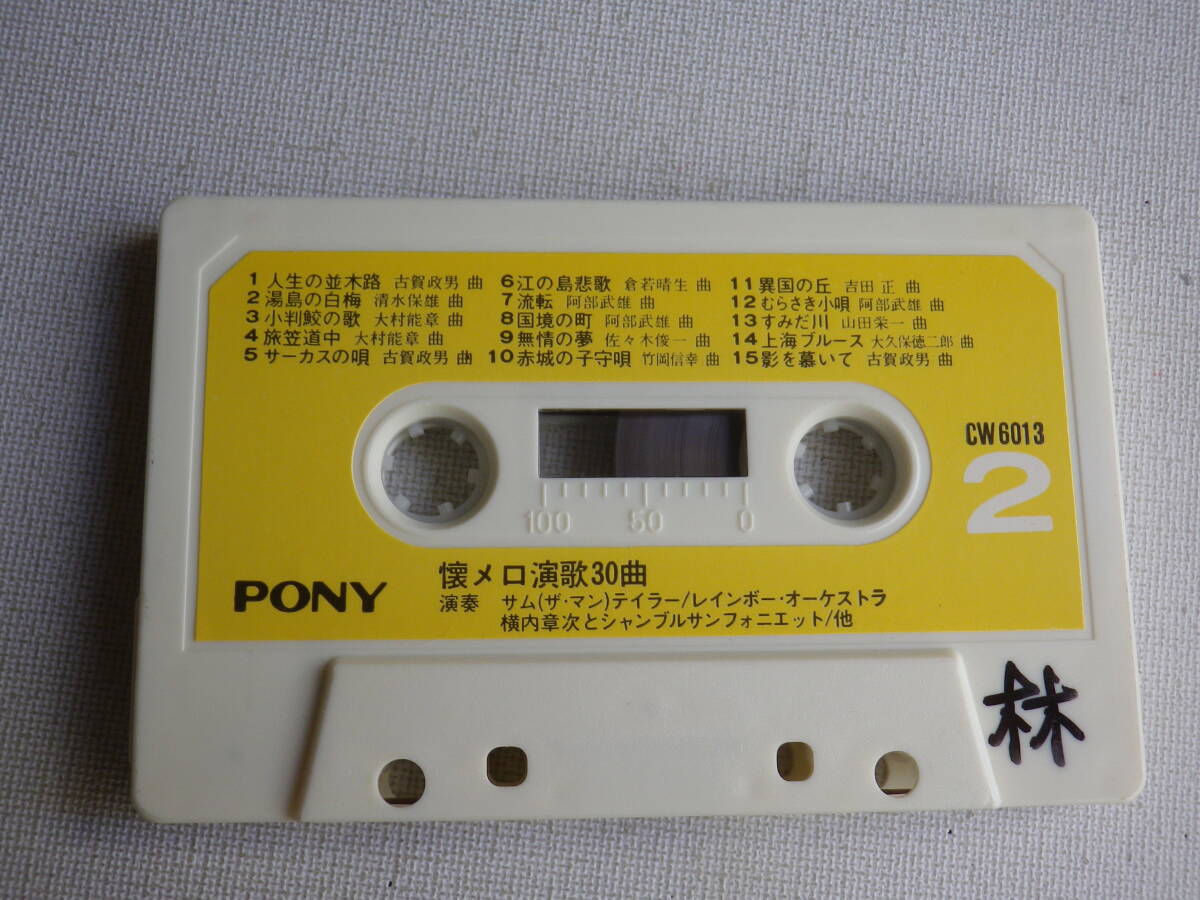 1 人生の並木路 古賀政男 曲
2 湯島の白梅 清水保雄 曲
3 小判鮫の歌 大村能章 曲
4 旅笠道中 大村能章 曲
5 サーカスの唄 古賀政男 曲
6 江の島悲歌 倉若晴生 曲
7 流転 阿部武雄 曲
8 国境の町 阿部武雄 曲
9 無情の夢 佐々木俊一 曲
10 赤城の子守唄 竹岡信幸 曲
11 異国の丘 吉田 正 曲
12 むらさき小唄 阿部武雄 曲
13 すみだ川 山田栄一 曲
14 上海ブルース 大久保徳二郎 曲
15 影を慕いて 古賀政男 曲
CW6013
2
100 50 0
PONY
懐メロ演歌30曲
演奏 サム(ザ・マン)テイラー/レインボー・オーケストラ
横内章次とシャンブルサンフォニエット/他
林